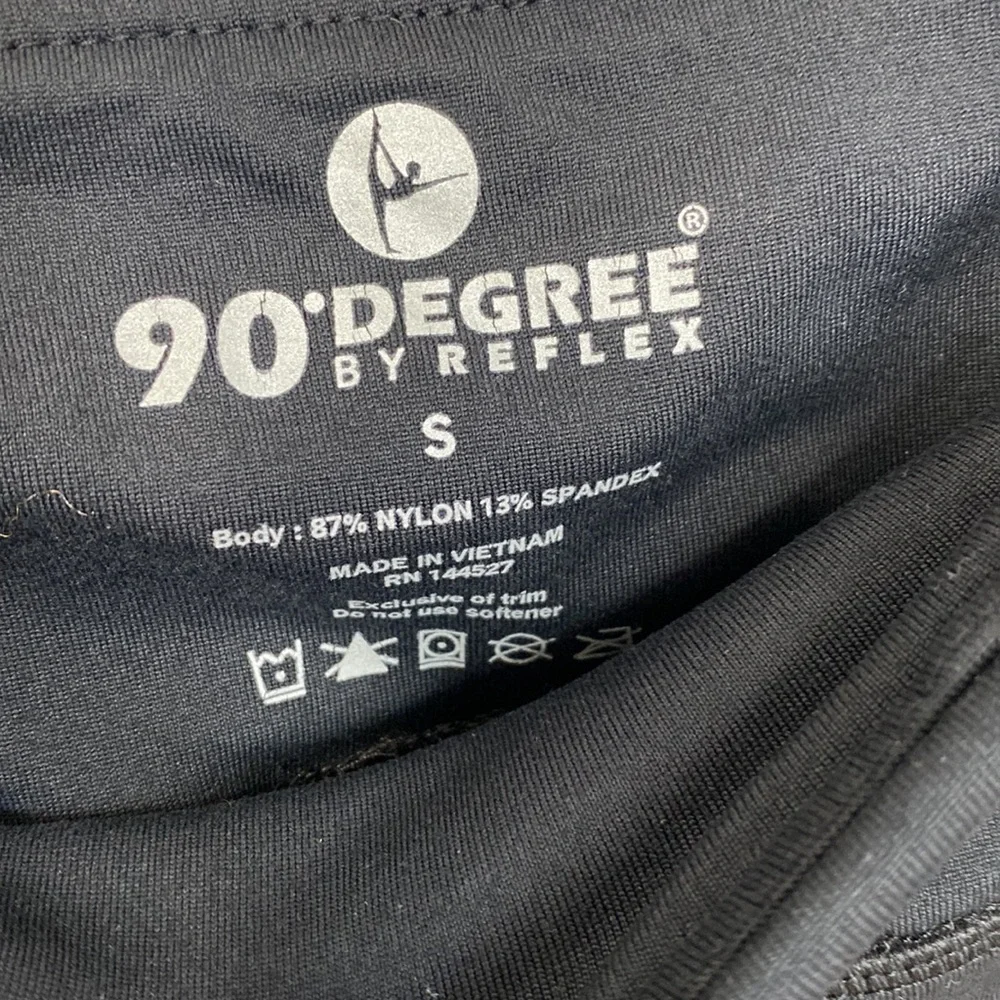 90°DEGREE®
BY REFLEX
S
Body : 87% NYLON 13% SPANDEX
MADE IN VIETNAM
RN 144527
Exclusive of trim
Do not use softener